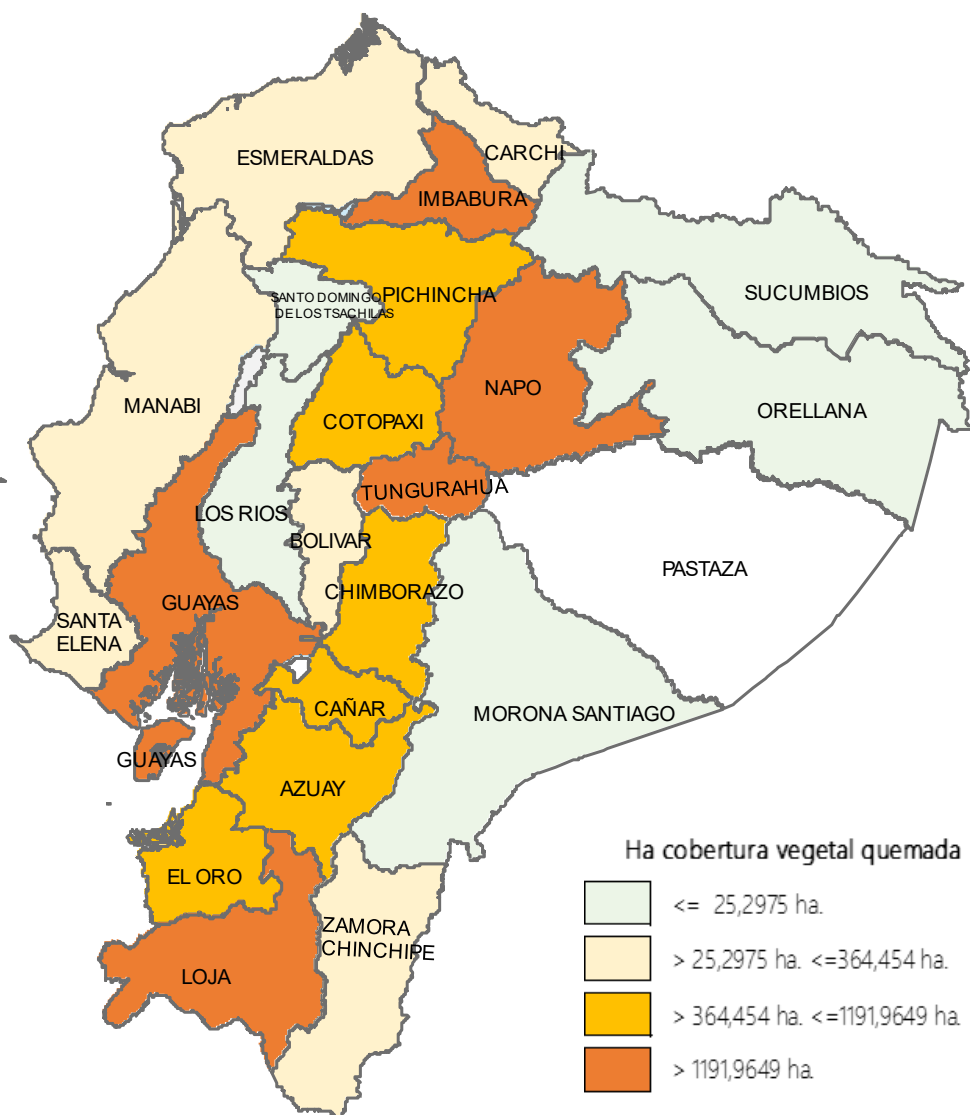 ESMERALDAS
CARCHI
IMBABURA
SANTO DOMINGO
DE LOS TSACHILAS
PICHINCHA
SUCUMBIOS
MANABI
COTOPAXI
NAPO
ORELLANA
TUNGURAHUA
LOS RIOS
BOLIVAR
PASTAZA
CHIMBORAZO
GUAYAS
SANTA
ELENA
CAÑAR
MORONA SANTIAGO
GUAYAS
AZUAY
EL ORO
ZAMORA
CHINCHIPE
LOJA
Ha cobertura vegetal quemada
<= 25,2975 ha.
> 25,2975 ha. <=364,454 ha.
> 364,454 ha. <=1191,9649 ha.
> 1191,9649 ha.